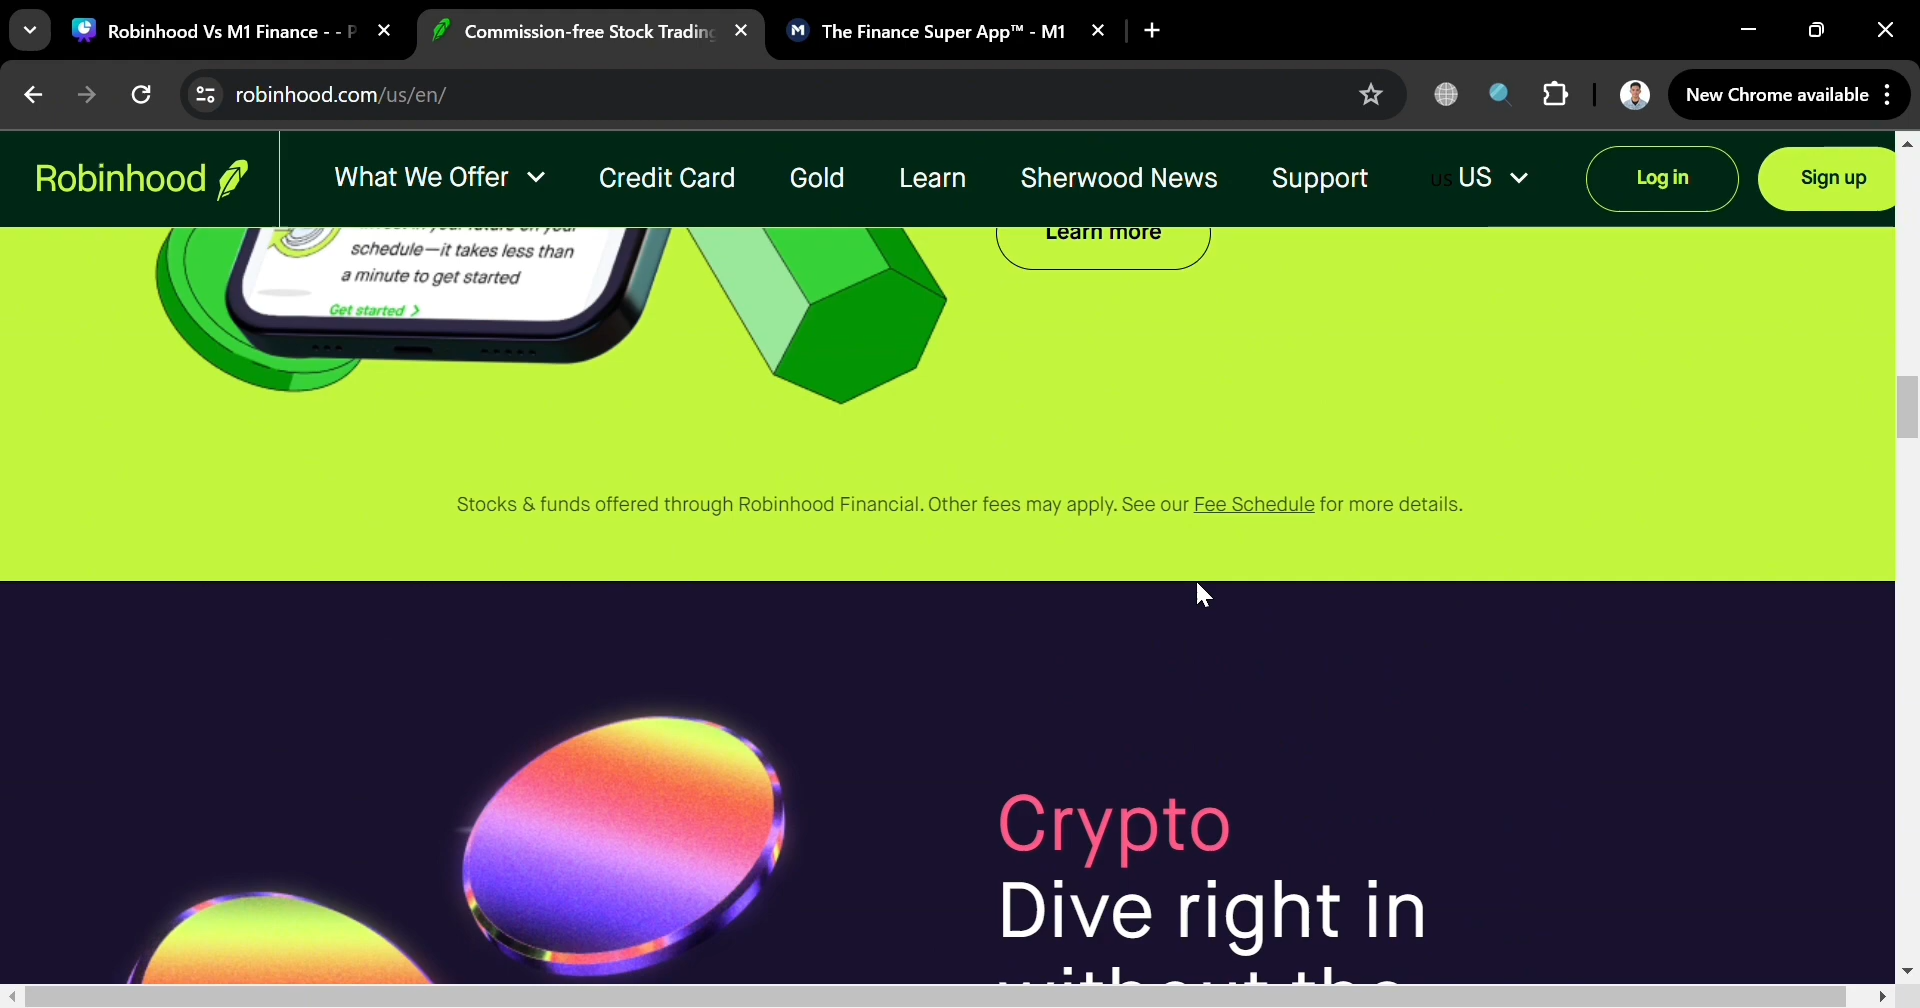 Robinhood Vs M1 Finance - - P
Commission-free Stock Trading
The Finance Super App™ - M1
robinhood.com/us/en/
New Chrome available
Robinhood
What We Offer
Credit Card
Gold
Learn
Sherwood News
Support
us US
Log in
Sign up
schedule—it takes less than
a minute to get started
Get started >
Learn more
Stocks & funds offered through Robinhood Financial. Other fees may apply. See our Fee Schedule for more details.
Crypto
Dive right in
without the